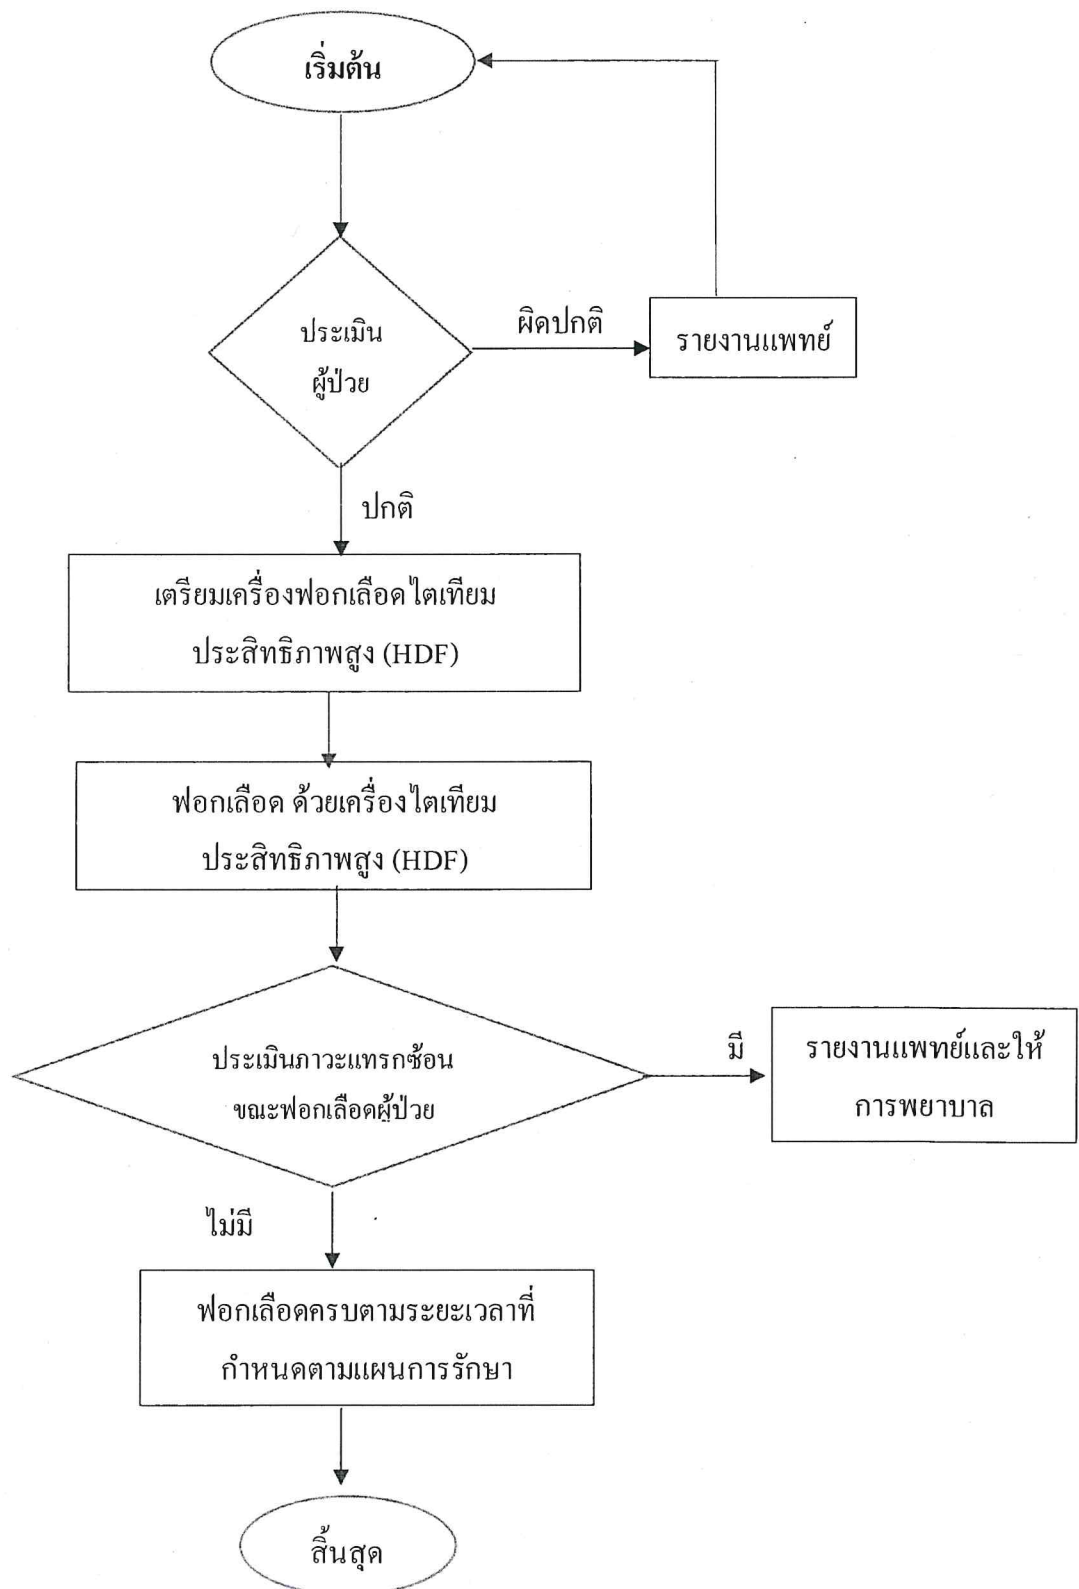 เริ่มต้น
ประเมิน
ผู้ป่วย
ผิดปกติ
รายงานแพทย์
ปกติ
เตรียมเครื่องฟอกเลือดไตเทียม
ประสิทธิภาพสูง (HDF)
ฟอกเลือด ด้วยเครื่องไตเทียม
ประสิทธิภาพสูง (HDF)
ประเมินภาวะแทรกซ้อน
ขณะฟอกเลือดผู้ป่วย
มี
รายงานแพทย์และให้
การพยาบาล
ไม่มี
ฟอกเลือดครบตามระยะเวลาที่
กำหนดตามแผนการรักษา
สิ้นสุด